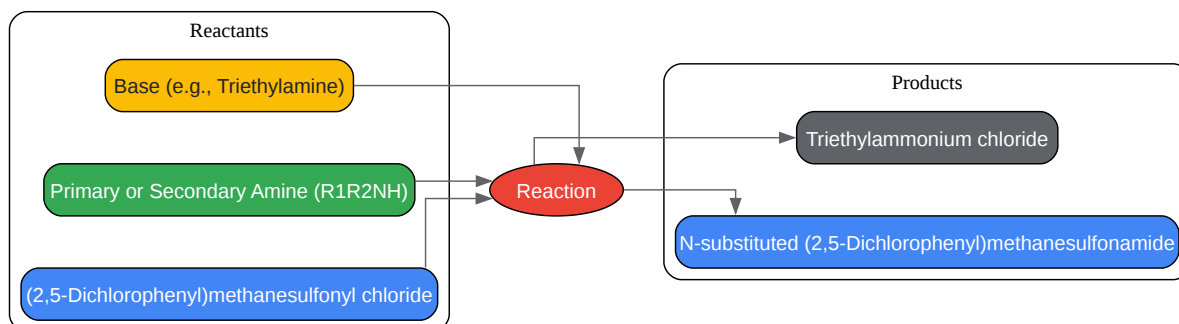 Reactants
Base (e.g., Triethylamine)
Primary or Secondary Amine (R1R2NH)
(2,5-Dichlorophenyl)methanesulfonyl chloride
Reaction
Products
Triethylammonium chloride
N-substituted (2,5-Dichlorophenyl)methanesulfonamide